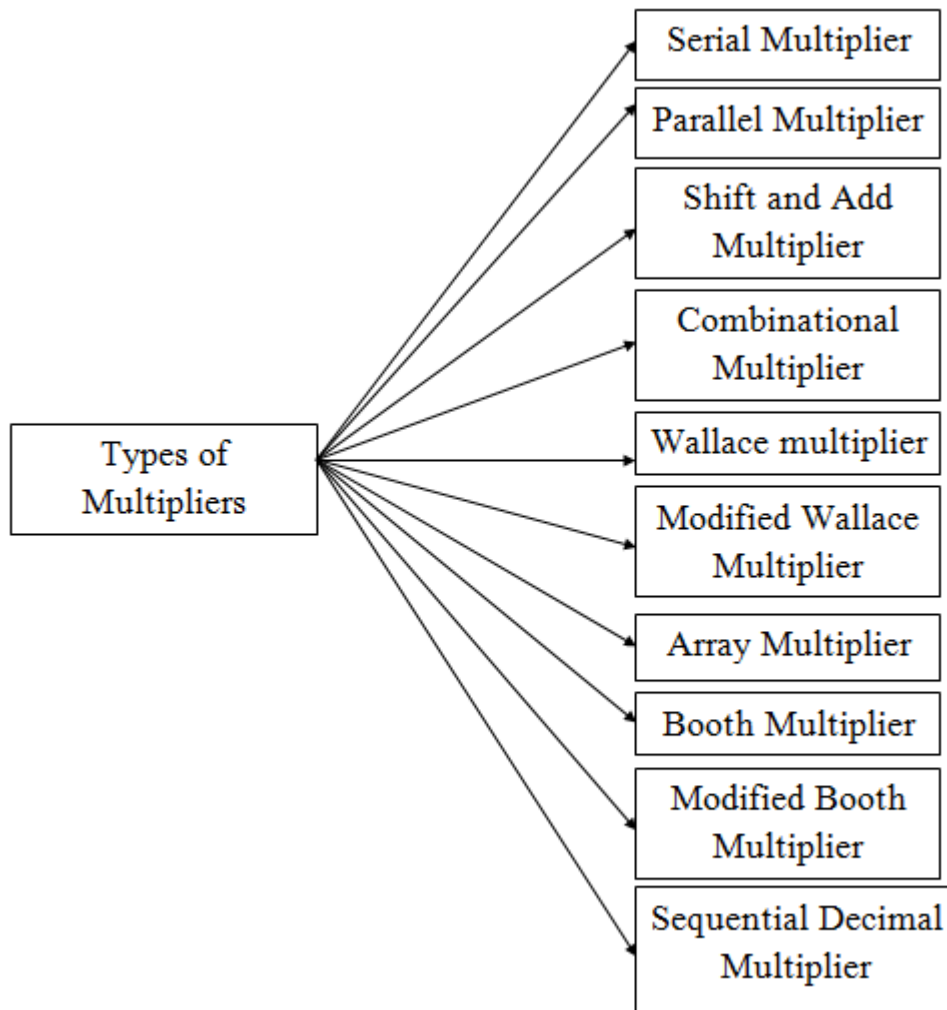 Serial Multiplier
Parallel Multiplier
Shift and Add
Multiplier
Combinational
Multiplier
Types of
Multipliers
Wallace multiplier
Modified Wallace
Multiplier
Array Multiplier
Booth Multiplier
Modified Booth
Multiplier
Sequential Decimal
Multiplier